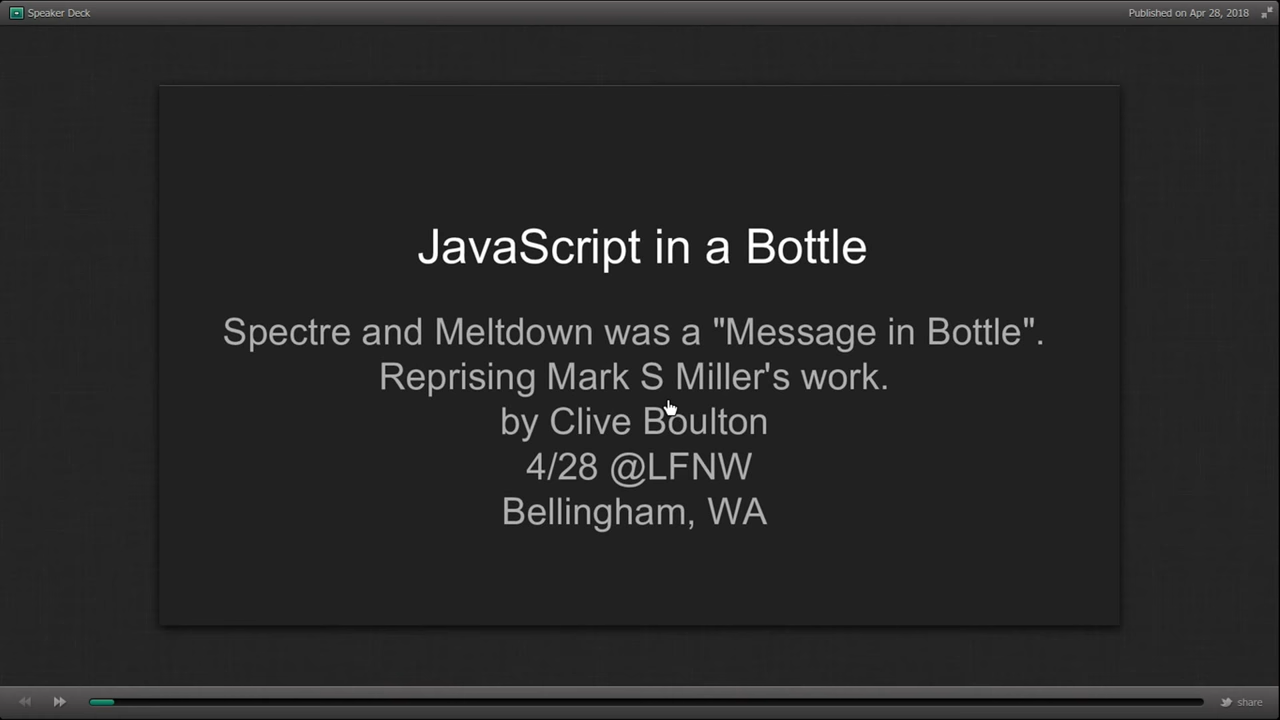 Speaker Deck
Published on Apr 28, 2018
JavaScript in a Bottle
Spectre and Meltdown was a "Message in Bottle".
Reprising Mark S Miller's work.
by Clive Boulton
4/28 @LFNW
Bellingham, WA
share